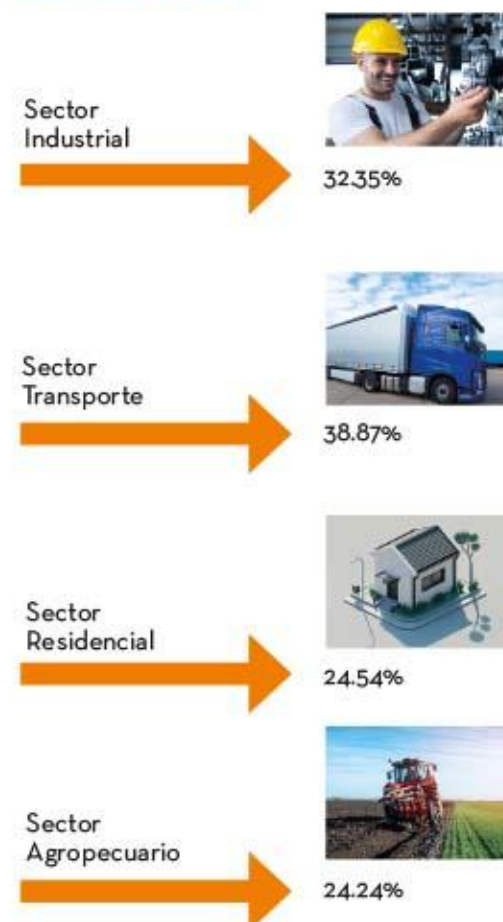 Sector
Industrial
32.35%
Sector
Transporte
38.87%
Sector
Residencial
24.54%
Sector
Agropecuario
24.24%